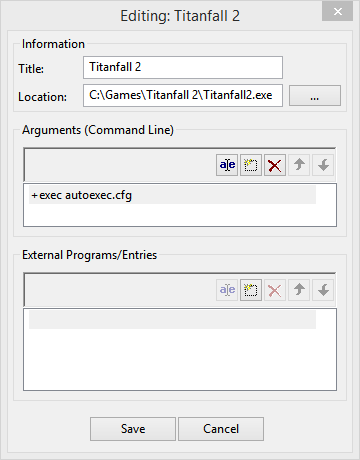 Editing: Titanfall 2
Information
Title: Titanfall 2
Location: C:\Games\Titanfall 2\Titanfall2.exe ...
Arguments (Command Line)
+exec autoexec.cfg
External Programs/Entries
Save Cancel